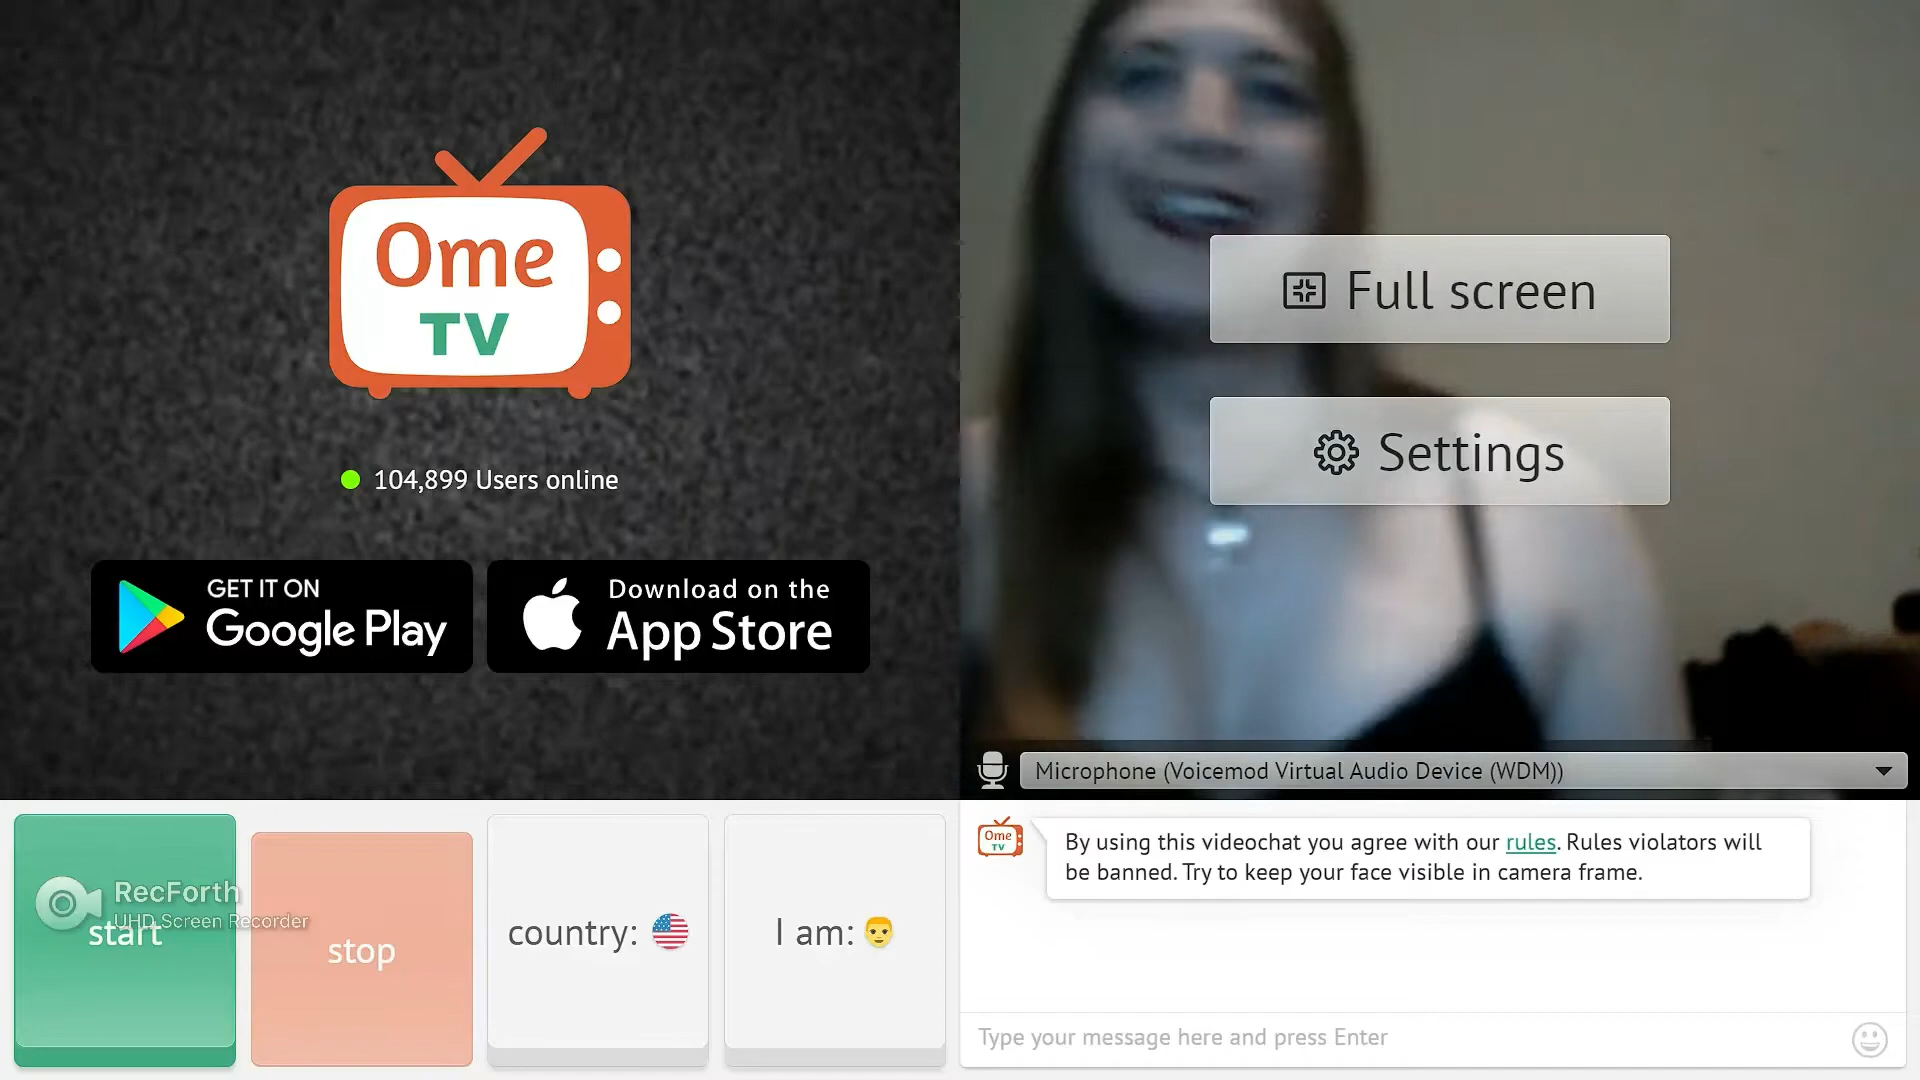 Ome
TV
104,899 Users online
GET IT ON
Google Play
Download on the
App Store
Full screen
Settings
Microphone (Voicemod Virtual Audio Device (WDM))
start
RecForth
UHD Screen Recorder
stop
country:
I am:
Ome
TV
By using this videochat you agree with our rules. Rules violators will
be banned. Try to keep your face visible in camera frame.
Type your message here and press Enter